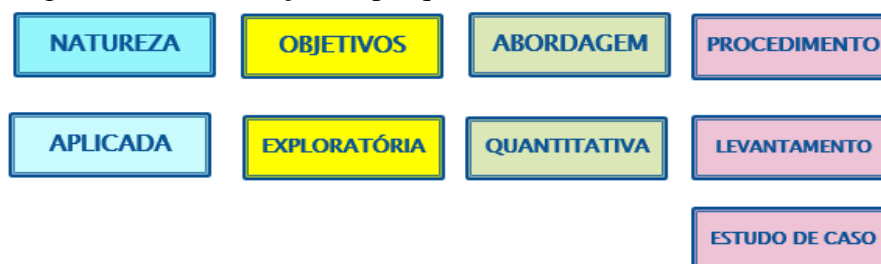 NATUREZA
OBJETIVOS
ABORDAGEM
PROCEDIMENTO
APLICADA
EXPLORATÓRIA
QUANTITATIVA
LEVANTAMENTO
ESTUDO DE CASO